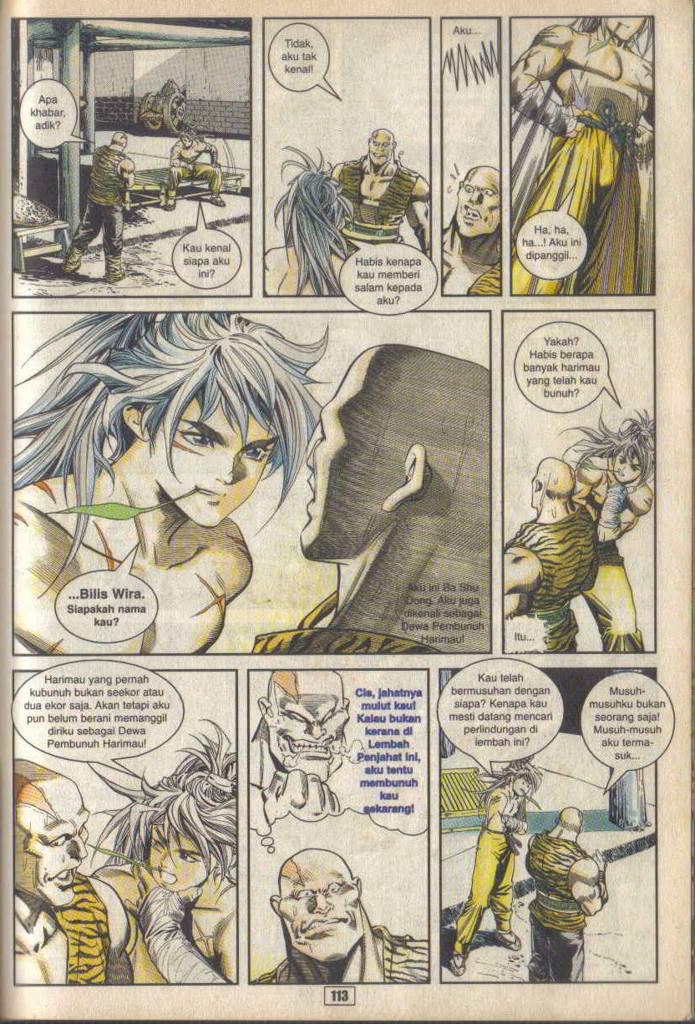 Apa
khabar,
adik?
Kau kenal
siapa aku
ini?
Tidak,
aku tak
kenal!
Habis kenapa
kau memberi
salam kepada
aku?
Aku...
Ha, ha,
ha...! Aku ini
dipanggil...
...Bilis Wira.
Siapakah nama
kau?
Aku ini Ba Shu
Dong. Aku juga
dikenali sebagai
Dewa Pembunuh
Harimau!
Yakah?
Habis berapa
banyak harimau
yang telah kau
bunuh?
Itu...
Harimau yang pernah
kubunuh bukan seekor atau
dua ekor saja. Akan tetapi aku
pun belum berani memanggil
diriku sebagai Dewa
Pembunuh Harimau!
Cis, jahatnya
mulut kau!
Kalau bukan
kerana di
Lembah
Penjahat ini,
aku tentu
membunuh
kau
sekarang!
Kau telah
bermusuhan dengan
siapa? Kenapa kau
mesti datang mencari
perlindungan di
lembah ini?
Musuh-
musuhku bukan
seorang saja!
Musuh-musuh
aku terma-
suk...
113